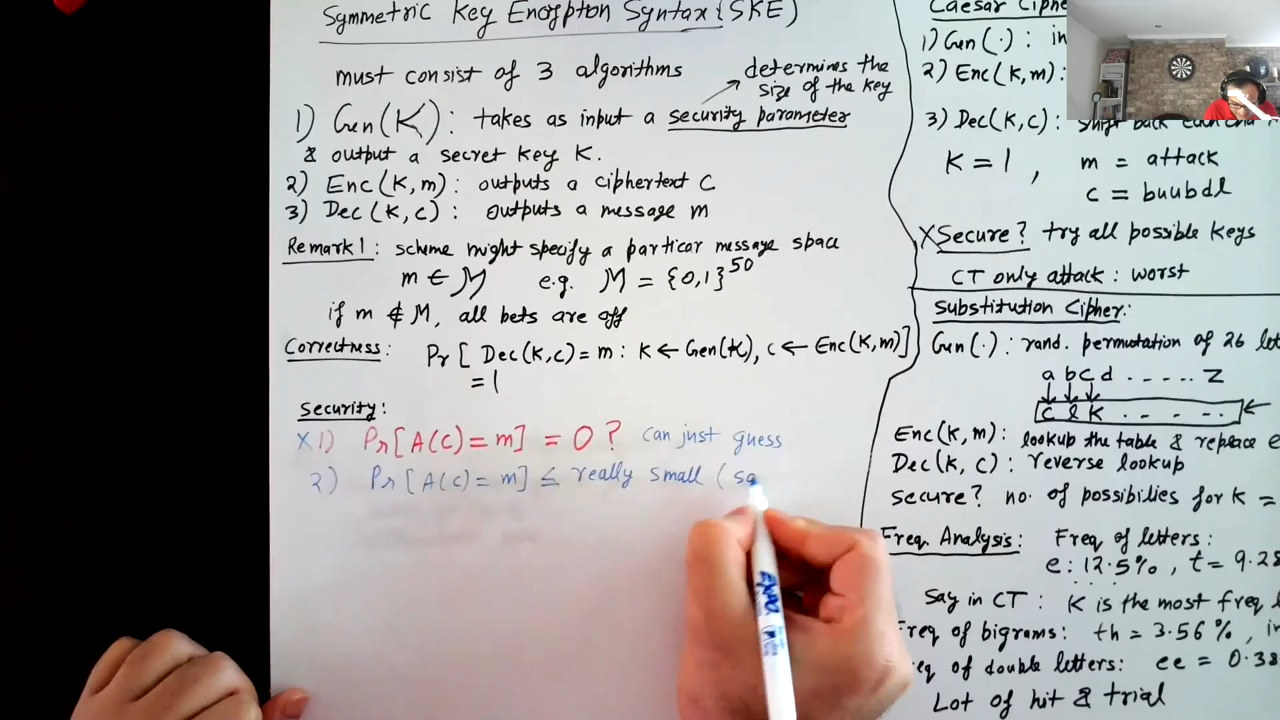 Symmetric Key Encryption Syntax (SKE)
must consist of 3 algorithms
determines the
size of the key
1) Gen(K): takes as input a security parameter
& output a secret key K.
2) Enc(K,m): outputs a ciphertext C
3) Dec(K,c): outputs a message m
Remark1: scheme might specify a particar message space
m ∈ M e.g. M = {0,1}^50
if m ∉ M, all bets are off
Correctness: Pr[Dec(K,c)=m : K ← Gen(K), c ← Enc(K,m)]
= 1
Security:
X 1) Pr[A(C)=m] = 0? can just guess
2) Pr[A(C)=m] ≤ really small (sa
Caesar Ciphe
1) Gen(·): in
2) Enc(K,m):
3) Dec(K,c): shift back each
K=1, m = attack
c = buubdl
X Secure? try all possible keys
CT only attack: worst
Substitution Cipher:
Gen(·): rand. permutation of 26 let
a b c d ...... Z
c l K ......
Enc(K,m): lookup the table & replace e
Dec(K,c): reverse lookup
secure? no. of possibilies for K =
Freq. Analysis: Freq of letters:
e: 12.5%, t = 9.28
...
Say in CT: K is the most freq l
Freq of bigrams: th = 3.56%, in
eq of double letters: ee = 0.38
Lot of hit & trial